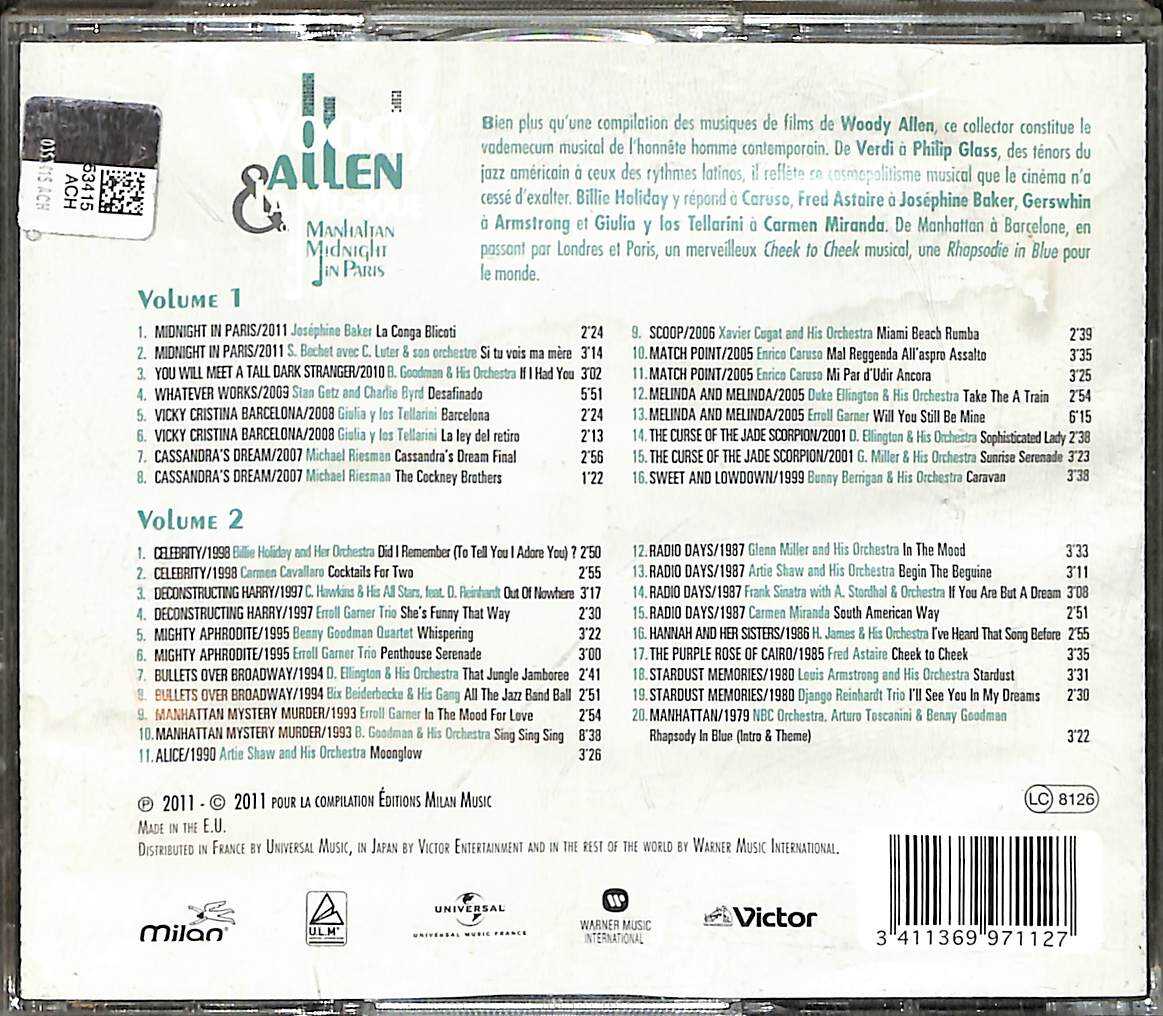 Woody
& ALLEN
MANHATTAN
MIDNIGHT
IN PARIS
53415
ACH
Bien plus qu'une compilation des musiques de films de Woody Allen, ce collector constitue le
vademecum musical de l'honnête homme contemporain. De Verdi à Philip Glass, des ténors du
jazz américain à ceux des rythmes latinos, il reflète ce cosmopolitisme musical que le cinéma n'a
cessé d'exalter. Billie Holiday y répond à Caruso, Fred Astaire à Joséphine Baker, Gerswhin
à Armstrong et Giulia y los Tellarini à Carmen Miranda. De Manhattan à Barcelone, en
passant par Londres et Paris, un merveilleux Cheek to Cheek musical, une Rhapsodie in Blue pour
le monde.
VOLUME 1
1. MIDNIGHT IN PARIS/2011 Joséphine Baker La Conga Blicoti 2'24
2. MIDNIGHT IN PARIS/2011 S. Bechet avec C. Luter & son orchestre Si tu vois ma mère 3'14
3. YOU WILL MEET A TALL DARK STRANGER/2010 B. Goodman & His Orchestra If I Had You 3'02
4. WHATEVER WORKS/2009 Stan Getz and Charlie Byrd Desafinado 5'51
5. VICKY CRISTINA BARCELONA/2008 Giulia y los Tellarini Barcelona 2'24
6. VICKY CRISTINA BARCELONA/2008 Giulia y los Tellarini La ley del retiro 2'13
7. CASSANDRA'S DREAM/2007 Michael Riesman Cassandra's Dream Final 2'56
8. CASSANDRA'S DREAM/2007 Michael Riesman The Cockney Brothers 1'22
9. SCOOP/2006 Xavier Cugat and His Orchestra Miami Beach Rumba 2'39
10. MATCH POINT/2005 Enrico Caruso Mal Reggenda All'aspro Assalto 3'35
11. MATCH POINT/2005 Enrico Caruso Mi Par d'Udir Ancora 3'25
12. MELINDA AND MELINDA/2005 Duke Ellington & His Orchestra Take The A Train 2'54
13. MELINDA AND MELINDA/2005 Erroll Garner Will You Still Be Mine 6'15
14. THE CURSE OF THE JADE SCORPION/2001 D. Ellington & His Orchestra Sophisticated Lady 2'38
15. THE CURSE OF THE JADE SCORPION/2001 G. Miller & His Orchestra Sunrise Serenade 3'23
16. SWEET AND LOWDOWN/1999 Bunny Berrigan & His Orchestra Caravan 3'38
VOLUME 2
1. CELEBRITY/1998 Billie Holiday and Her Orchestra Did I Remember (To Tell You I Adore You) ? 2'50
2. CELEBRITY/1998 Carmen Cavallaro Cocktails For Two 2'55
3. DECONSTRUCTING HARRY/1997 C. Hawkins & His All Stars, feat. D. Reinhardt Out Of Nowhere 3'17
4. DECONSTRUCTING HARRY/1997 Erroll Garner Trio She's Funny That Way 2'30
5. MIGHTY APHRODITE/1995 Benny Goodman Quartet Whispering 3'22
6. MIGHTY APHRODITE/1995 Erroll Garner Trio Penthouse Serenade 3'00
7. BULLETS OVER BROADWAY/1994 D. Ellington & His Orchestra That Jungle Jamboree 2'41
8. BULLETS OVER BROADWAY/1994 Bix Beiderbecke & His Gang All The Jazz Band Ball 2'51
9. MANHATTAN MYSTERY MURDER/1993 Erroll Garner In The Mood For Love 2'54
10. MANHATTAN MYSTERY MURDER/1993 B. Goodman & His Orchestra Sing Sing Sing 8'38
11. ALICE/1990 Artie Shaw and His Orchestra Moonglow 3'26
12. RADIO DAYS/1987 Glenn Miller and His Orchestra In The Mood 3'33
13. RADIO DAYS/1987 Artie Shaw and His Orchestra Begin The Beguine 3'11
14. RADIO DAYS/1987 Frank Sinatra with A. Stordhal & Orchestra If You Are But A Dream 3'08
15. RADIO DAYS/1987 Carmen Miranda South American Way 2'51
16. HANNAH AND HER SISTERS/1986 H. James & His Orchestra I've Heard That Song Before 2'55
17. THE PURPLE ROSE OF CAIRO/1985 Fred Astaire Cheek to Cheek 3'35
18. STARDUST MEMORIES/1980 Louis Armstrong and His Orchestra Stardust 3'31
19. STARDUST MEMORIES/1980 Django Reinhardt Trio I'll See You In My Dreams 2'30
20. MANHATTAN/1979 NBC Orchestra, Arturo Toscanini & Benny Goodman
Rhapsody In Blue (Intro & Theme) 3'22
℗ 2011 - © 2011 POUR LA COMPILATION ÉDITIONS MILAN MUSIC
MADE IN THE E.U.
DISTRIBUTED IN FRANCE BY UNIVERSAL MUSIC, IN JAPAN BY VICTOR ENTERTAINMENT AND IN THE REST OF THE WORLD BY WARNER MUSIC INTERNATIONAL.
LC 8126
milan
U.L.M
UNIVERSAL
UNIVERSAL MUSIC FRANCE
WARNER MUSIC
INTERNATIONAL
Victor
3 411369 971127